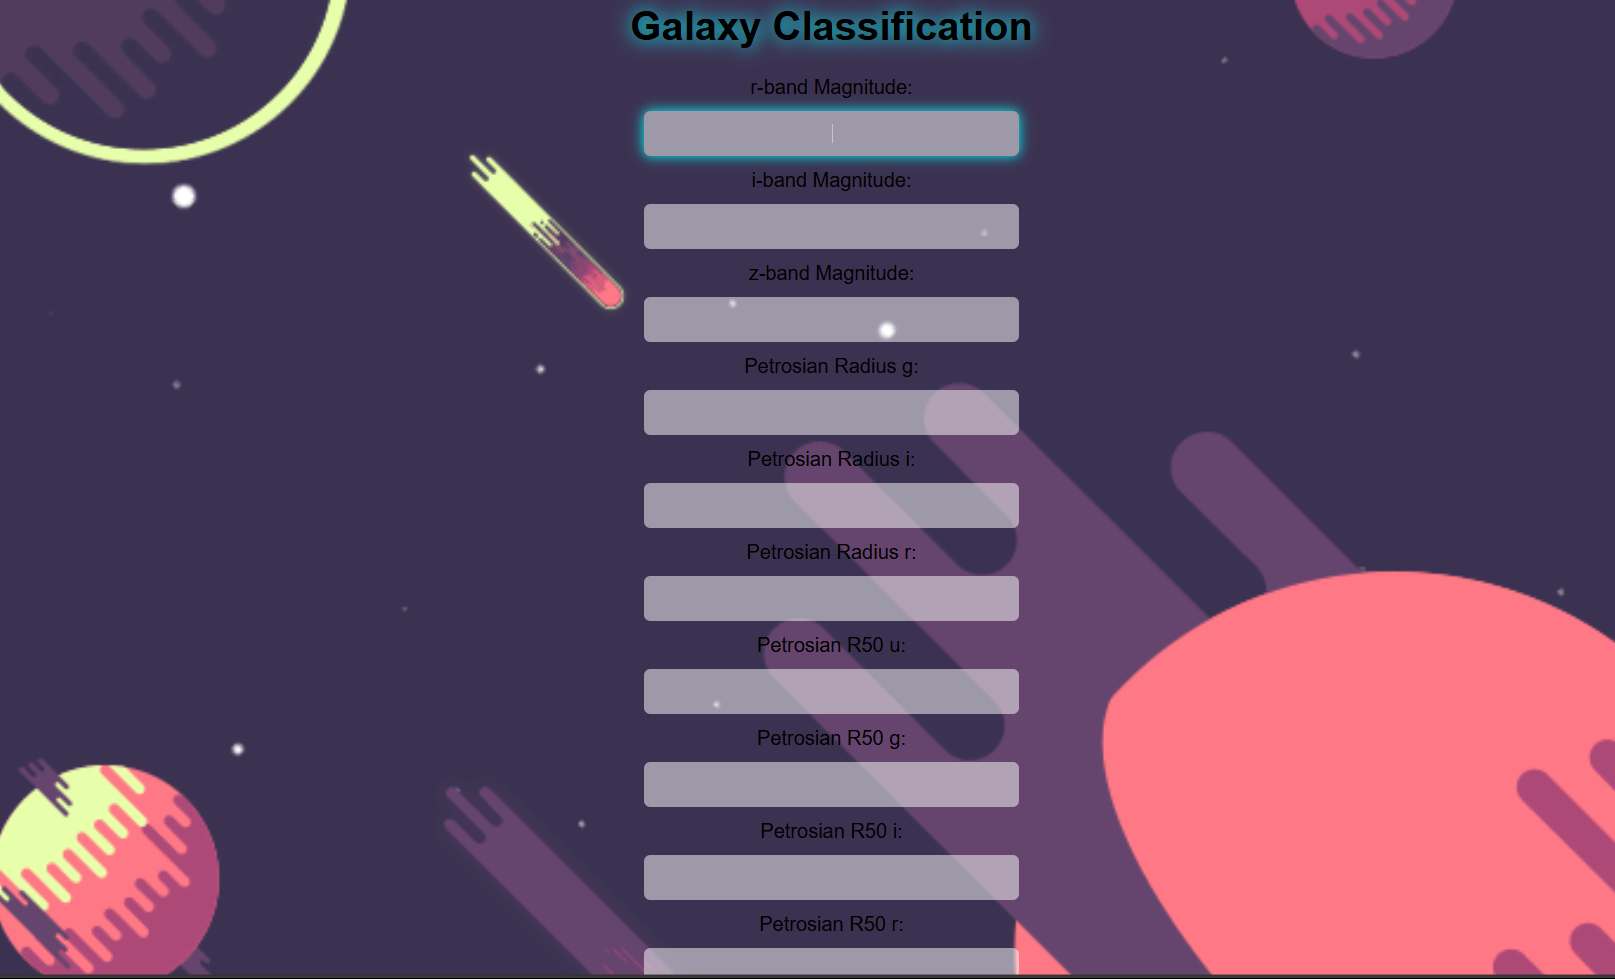 Galaxy Classification
r-band Magnitude:
i-band Magnitude:
z-band Magnitude:
Petrosian Radius g:
Petrosian Radius i:
Petrosian Radius r:
Petrosian R50 u:
Petrosian R50 g:
Petrosian R50 i:
Petrosian R50 r: